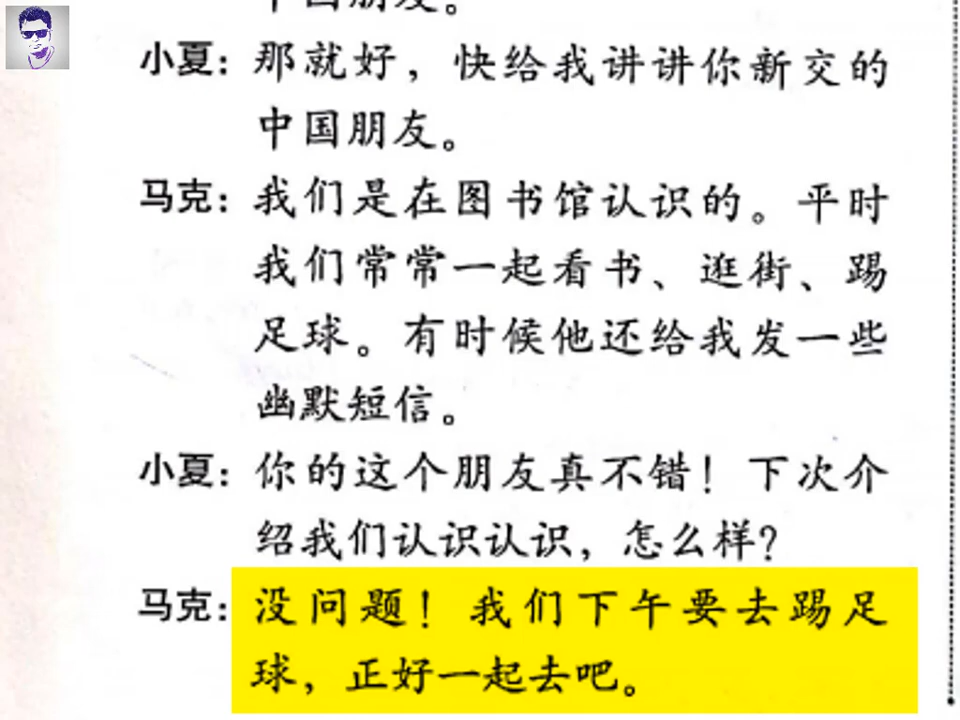 中国朋友。
小夏：那就好，快给我讲讲你新交的
中国朋友。
马克：我们是在图书馆认识的。平时
我们常常一起看书、逛街、踢
足球。有时候他还给我发一些
幽默短信。
小夏：你的这个朋友真不错！下次介
绍我们认识认识，怎么样？
马克：没问题！我们下午要去踢足
球，正好一起去吧。